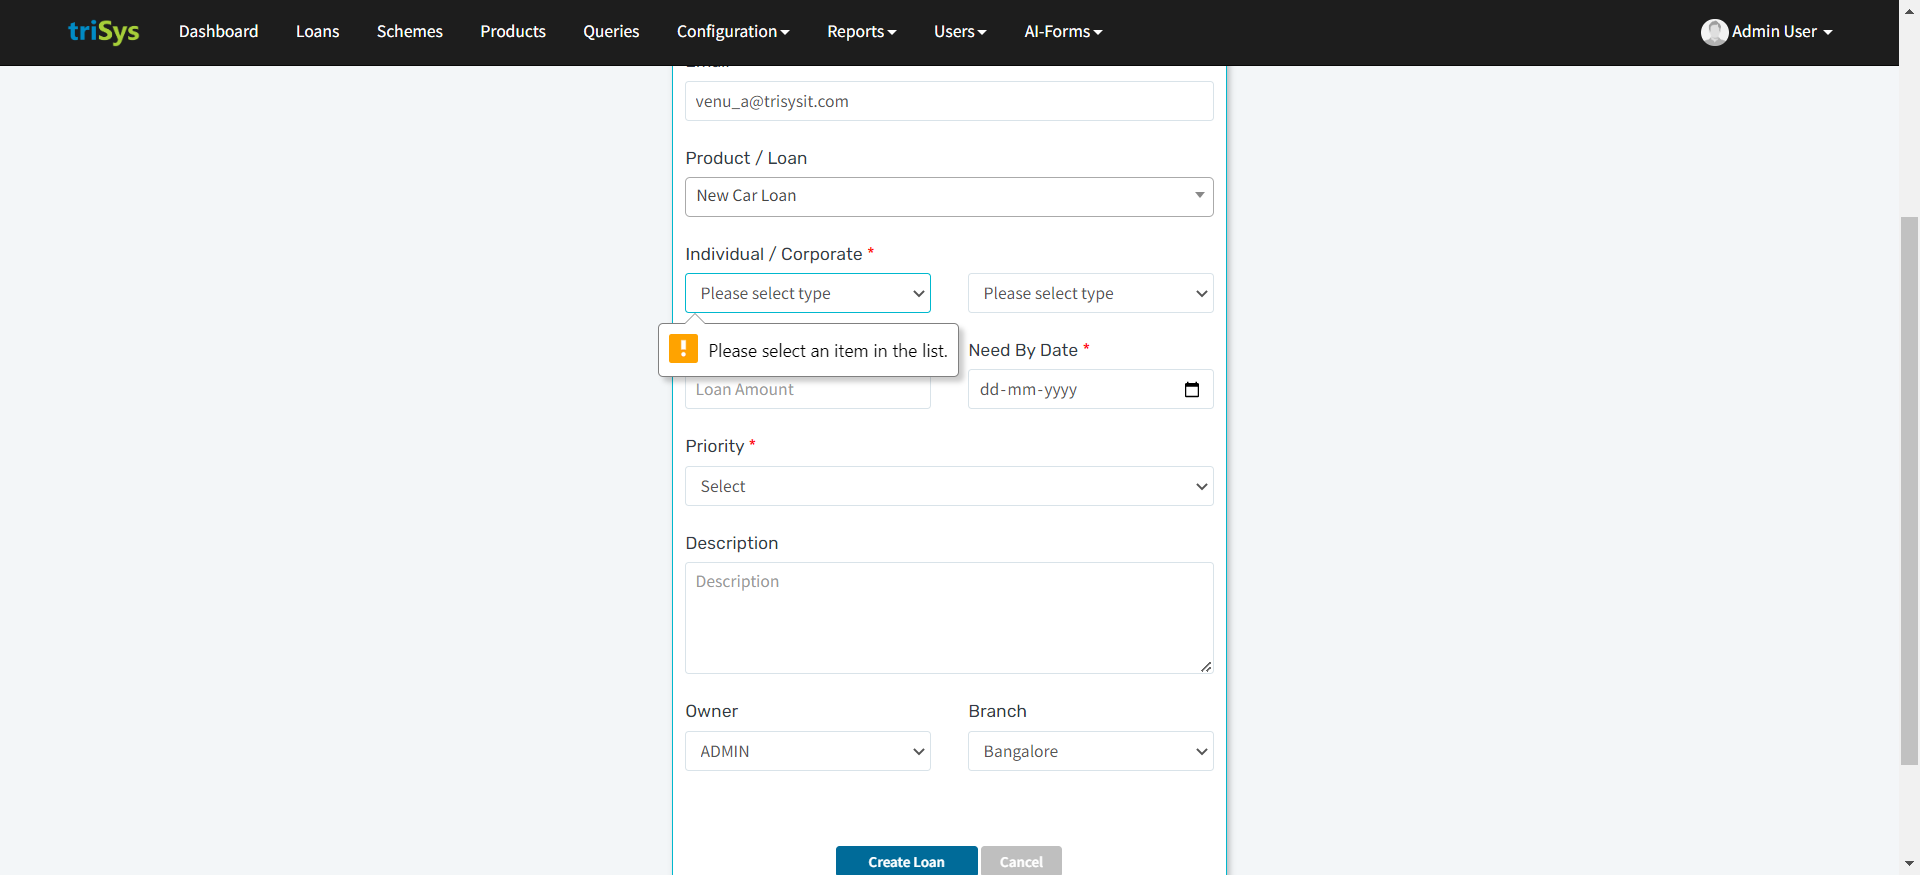 triSys Dashboard Loans Schemes Products Queries Configuration Reports Users AI-Forms Admin User
Email
venu_a@trisysit.com
Product / Loan
New Car Loan
Individual / Corporate *
Please select type Please select type
Please select an item in the list.
Need By Date *
Loan Amount dd-mm-yyyy
Priority *
Select
Description
Description
Owner Branch
ADMIN Bangalore
Create Loan Cancel